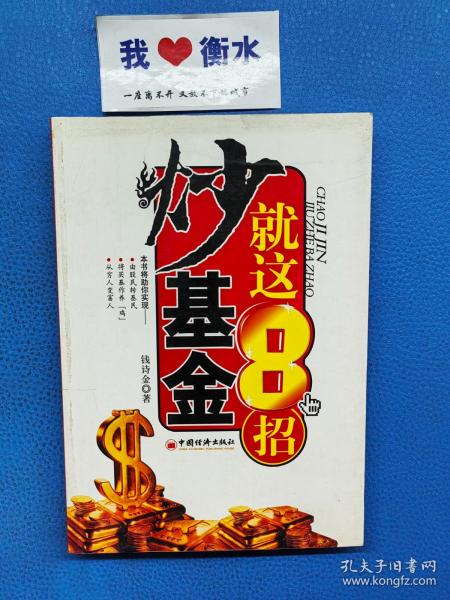 我❤衡水
一座离不开 又放不下的城市
炒基金
就这8招
CHAO JI JIN
JIU ZHE BA ZHAO
本书将助你实现——
● 由股民转基民
● 将买基作养“鸡”
● 从穷人变富人
钱诗金◎著
中国经济出版社
孔夫子旧书网
www.kongfz.com